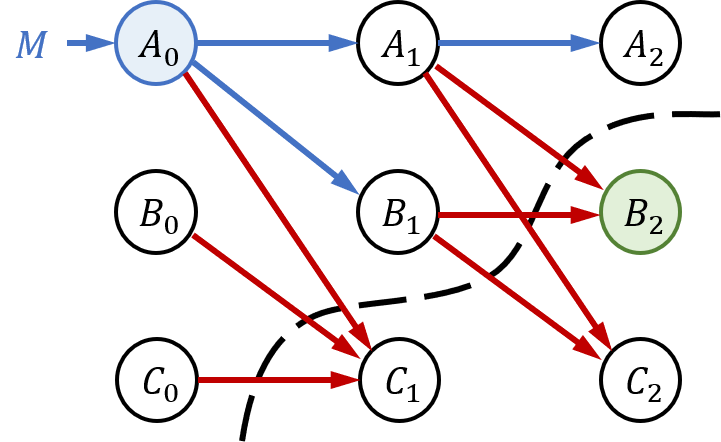 M A₀ A₁ A₂
B₀ B₁ B₂
C₀ C₁ C₂